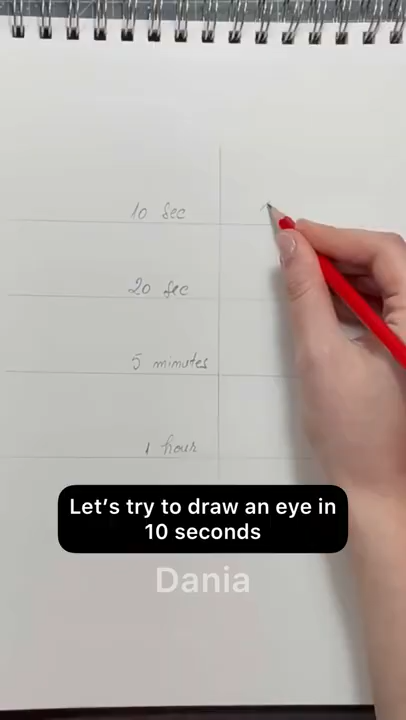 10 sec
20 sec
5 minutes
1 hour
Let's try to draw an eye in
10 seconds
Dania